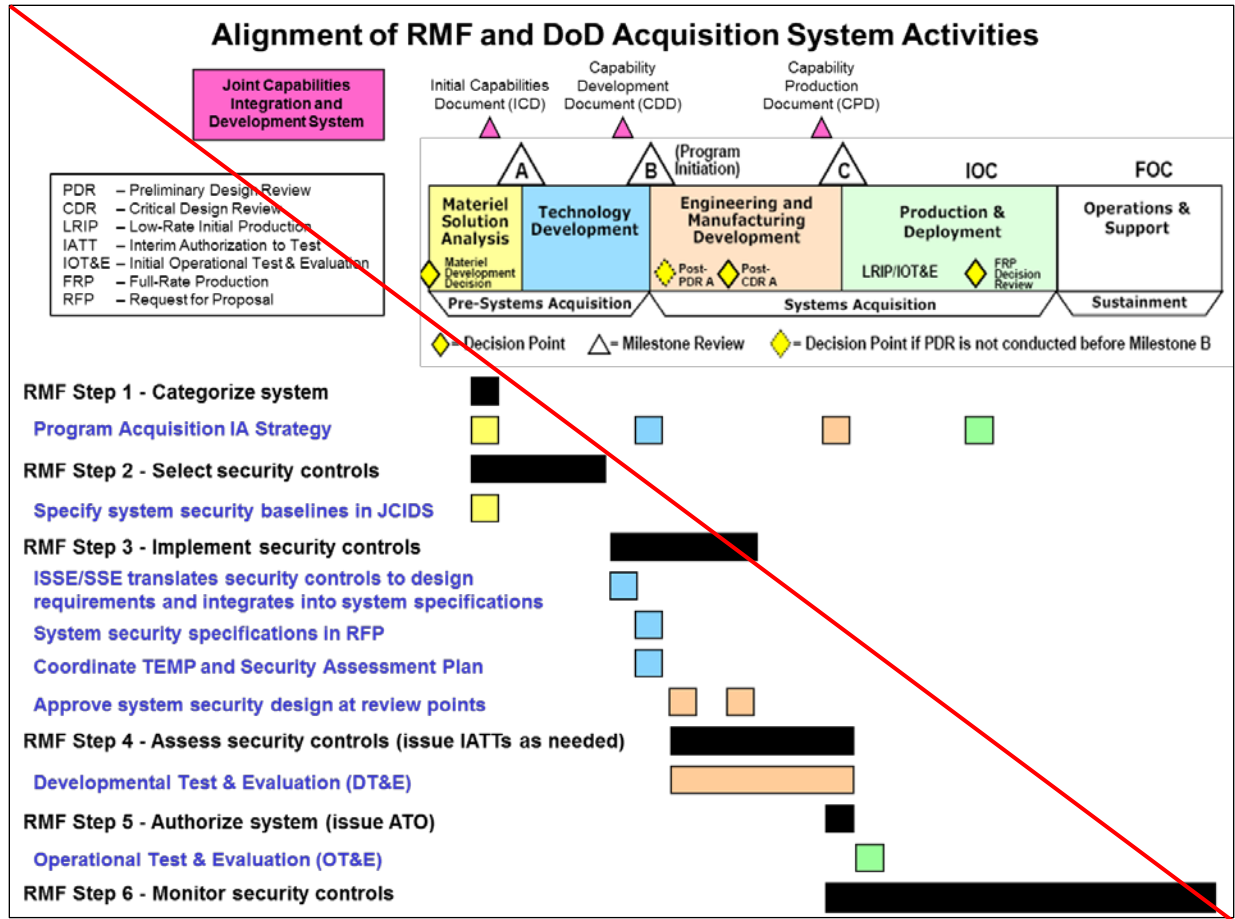 Alignment of RMF and DoD Acquisition System Activities
Joint Capabilities
Integration and
Development System
Initial Capabilities
Document (ICD)
Capability
Development
Document (CDD)
Capability
Production
Document (CPD)
PDR – Preliminary Design Review
CDR – Critical Design Review
LRIP – Low-Rate Initial Production
IATT – Interim Authorization to Test
IOT&E – Initial Operational Test & Evaluation
FRP – Full-Rate Production
RFP – Request for Proposal
A
B
(Program
Initiation)
C
IOC
FOC
Materiel
Solution
Analysis
Technology
Development
Engineering and
Manufacturing
Development
Production &
Deployment
Operations &
Support
Materiel
Development
Decision
Post-
PDR A
Post-
CDR A
LRIP/IOT&E
FRP
Decision
Review
Pre-Systems Acquisition
Systems Acquisition
Sustainment
= Decision Point
= Milestone Review
= Decision Point if PDR is not conducted before Milestone B
RMF Step 1 - Categorize system
Program Acquisition IA Strategy
RMF Step 2 - Select security controls
Specify system security baselines in JCIDS
RMF Step 3 - Implement security controls
ISSE/SSE translates security controls to design
requirements and integrates into system specifications
System security specifications in RFP
Coordinate TEMP and Security Assessment Plan
Approve system security design at review points
RMF Step 4 - Assess security controls (issue IATTs as needed)
Developmental Test & Evaluation (DT&E)
RMF Step 5 - Authorize system (issue ATO)
Operational Test & Evaluation (OT&E)
RMF Step 6 - Monitor security controls